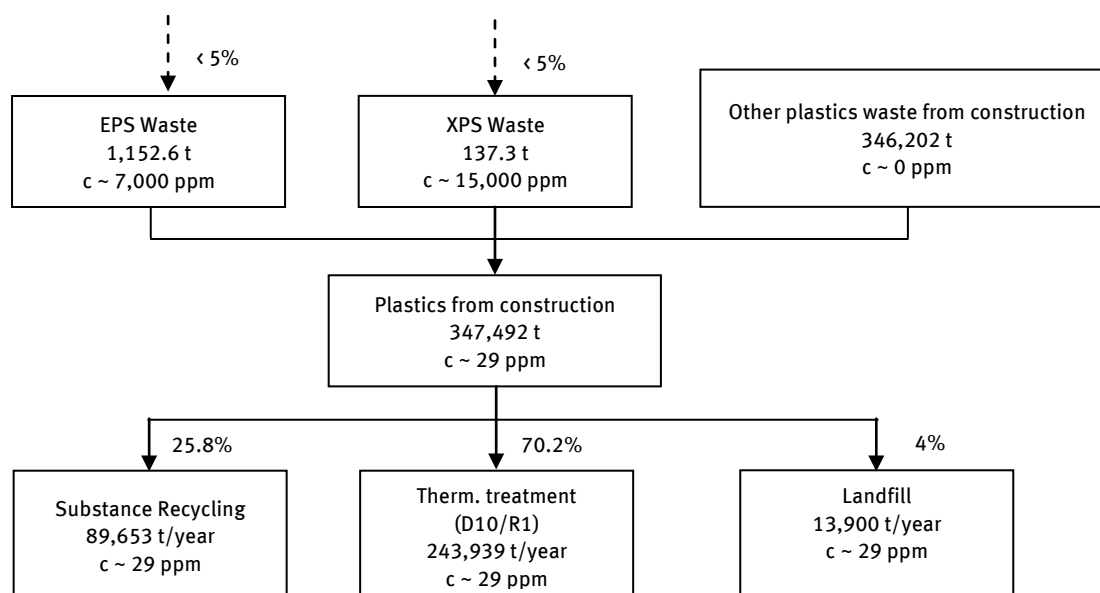 ‹ 5%
‹ 5%
EPS Waste
1,152.6 t
c ~ 7,000 ppm
XPS Waste
137.3 t
c ~ 15,000 ppm
Other plastics waste from construction
346,202 t
c ~ 0 ppm
Plastics from construction
347,492 t
c ~ 29 ppm
25.8%
70.2%
4%
Substance Recycling
89,653 t/year
c ~ 29 ppm
Therm. treatment
(D10/R1)
243,939 t/year
c ~ 29 ppm
Landfill
13,900 t/year
c ~ 29 ppm